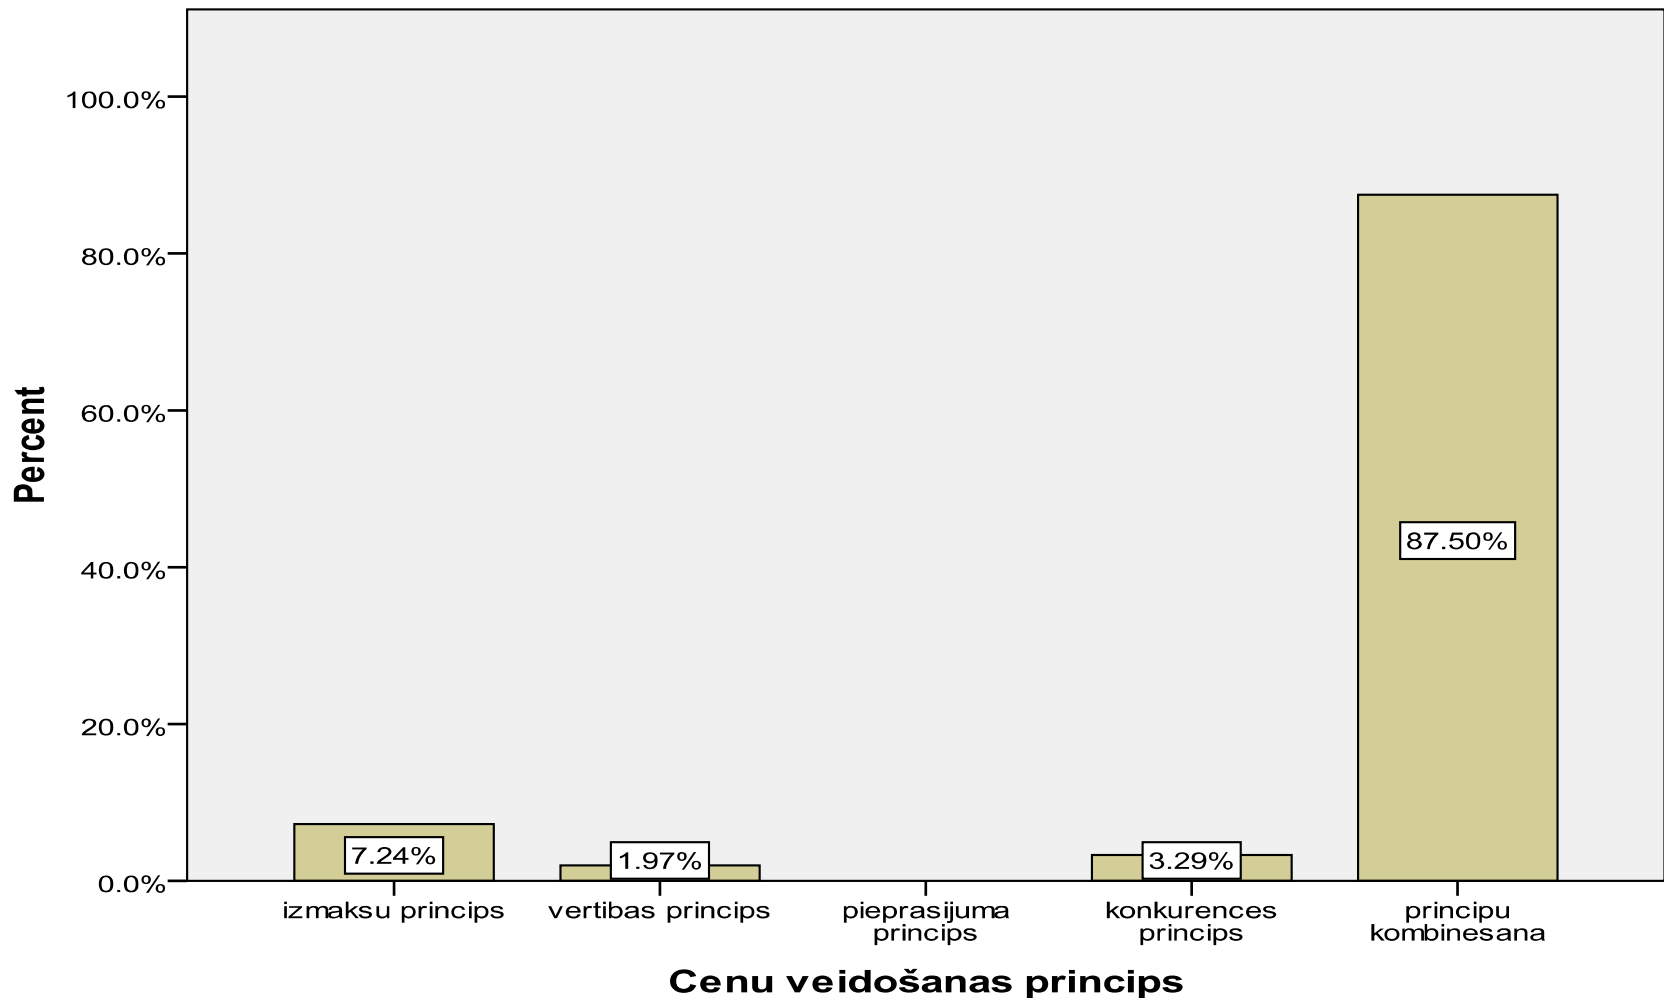 100.0%
80.0%
60.0%
40.0%
20.0%
0.0%
Percent
87.50%
7.24%
1.97%
3.29%
izmaksu princips
vertibas princips
pieprasijuma
princips
konkurences
princips
principu
kombinesana
Cenu veidošanas princips